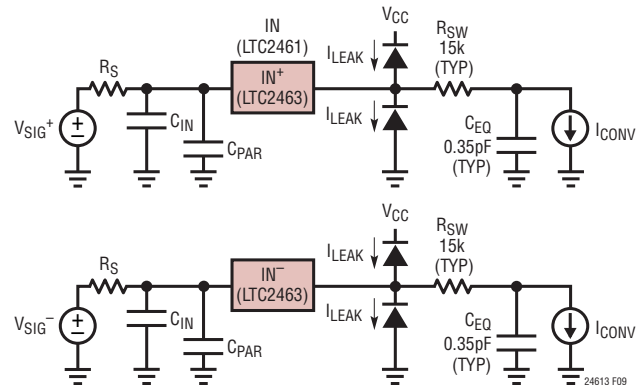 IN
(LTC2461)
VCC
RSW
15k
(TYP)
RS
IN+
(LTC2463)
ILEAK
ILEAK
VSIG+
CIN
CPAR
CEQ
0.35pF
(TYP)
ICONV
VCC
RSW
15k
(TYP)
RS
IN−
(LTC2463)
ILEAK
ILEAK
VSIG−
CIN
CPAR
CEQ
0.35pF
(TYP)
ICONV
24613 F09